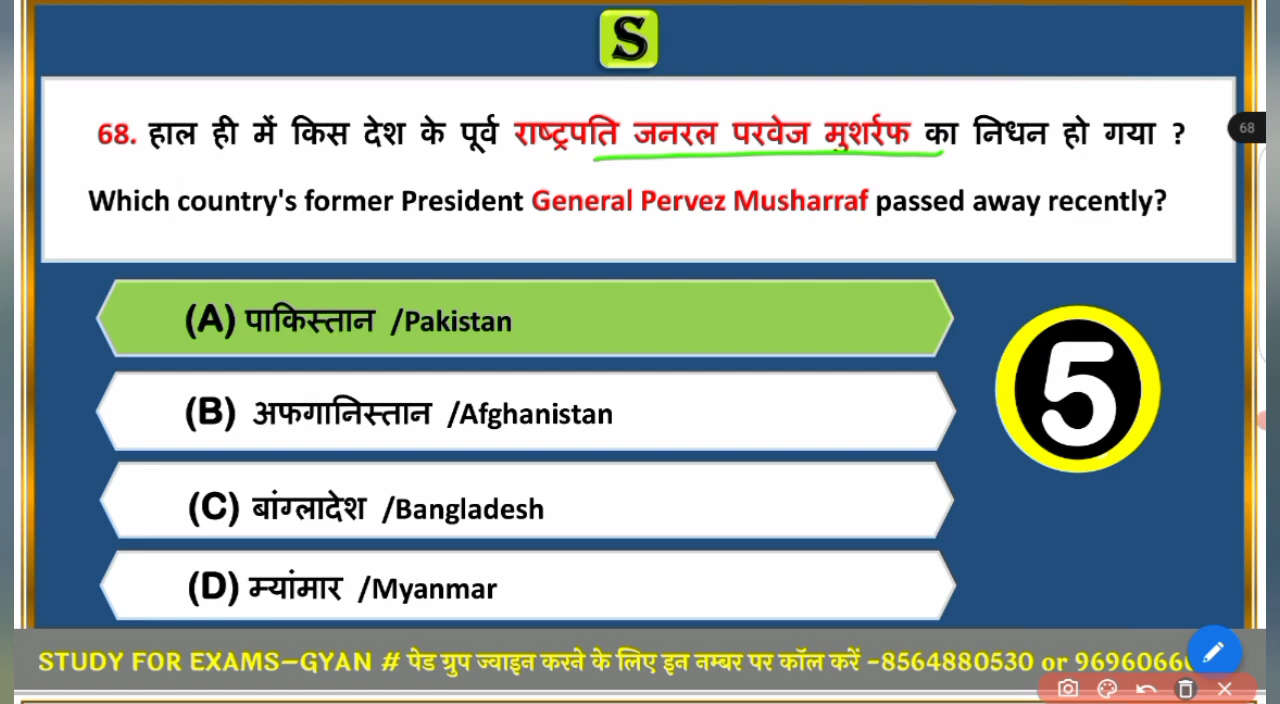 S
68. हाल ही में किस देश के पूर्व राष्ट्रपति जनरल परवेज मुशर्रफ का निधन हो गया ?
68
Which country's former President General Pervez Musharraf passed away recently?
(A) पाकिस्तान /Pakistan
(B) अफगानिस्तान /Afghanistan
5
(C) बांग्लादेश /Bangladesh
(D) म्यांमार /Myanmar
STUDY FOR EXAMS–GYAN # पेड ग्रुप ज्वाइन करने के लिए इन नम्बर पर कॉल करें –8564880530 or